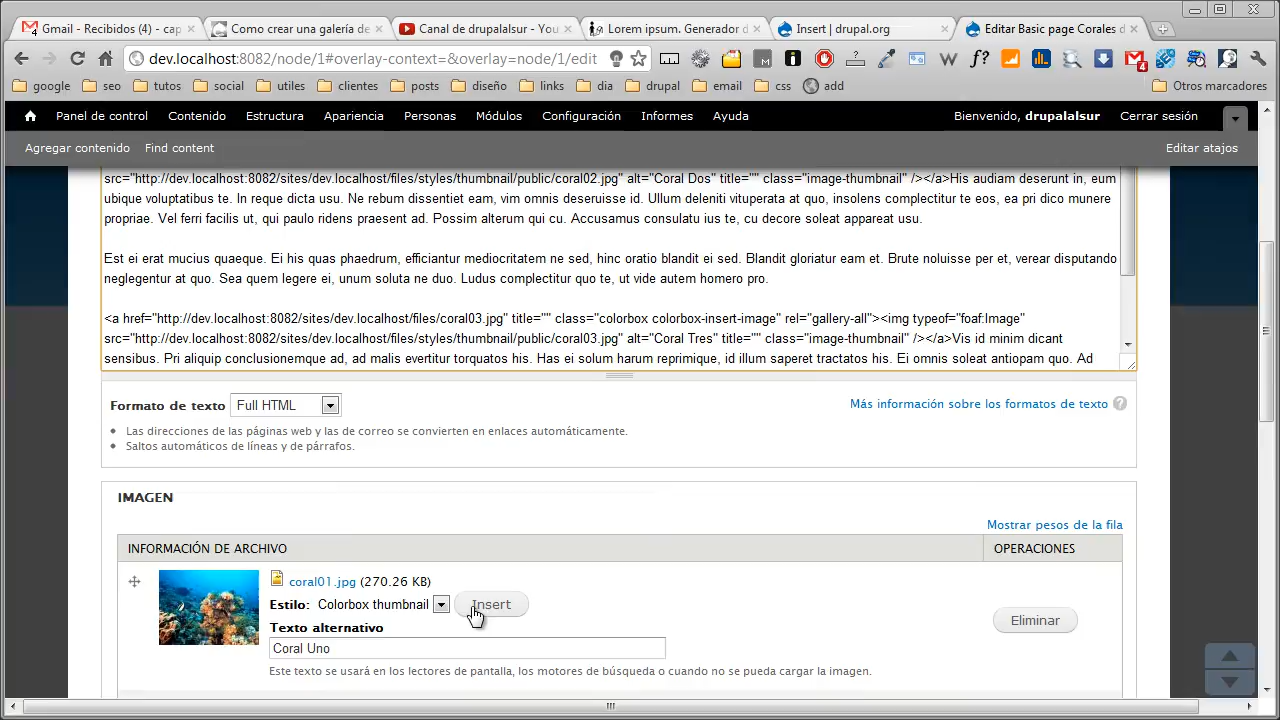 Gmail - Recibidos (4) - cap
Como crear una galería de
Canal de drupalalsur - You
Lorem ipsum. Generador d
Insert | drupal.org
Editar Basic page Corales
dev.localhost:8082/node/1#overlay-context=&overlay=node/1/edit
4
google seo tutos social utiles clientes posts diseño links dia drupal email css add Otros marcadores
Panel de control Contenido Estructura Apariencia Personas Módulos Configuración Informes Ayuda Bienvenido, drupalalsur Cerrar sesión
Agregar contenido Find content Editar atajos
src="http://dev.localhost:8082/sites/dev.localhost/files/styles/thumbnail/public/coral02.jpg" alt="Coral Dos" title="" class="image-thumbnail" /></a>His audiam deserunt in, eum
ubique voluptatibus te. In reque dicta usu. Ne rebum dissentiet eam, vim omnis deseruisse id. Ullum deleniti vituperata at quo, insolens complectitur te eos, ea pri dico munere
propriae. Vel ferri facilis ut, qui paulo ridens praesent ad. Possim alterum qui cu. Accusamus consulatu ius te, cu decore soleat appareat usu.
Est ei erat mucius quaeque. Ei his quas phaedrum, efficiantur mediocritatem ne sed, hinc oratio blandit ei sed. Blandit gloriatur eam et. Brute noluisse per et, verear disputando
neglegentur at quo. Sea quem legere ei, unum soluta ne duo. Ludus complectitur quo te, ut vide autem homero pro.
<a href="http://dev.localhost:8082/sites/dev.localhost/files/coral03.jpg" title="" class="colorbox colorbox-insert-image" rel="gallery-all"><img typeof="foaf:Image"
src="http://dev.localhost:8082/sites/dev.localhost/files/styles/thumbnail/public/coral03.jpg" alt="Coral Tres" title="" class="image-thumbnail" /></a>Vis id minim dicant
sensibus. Pri aliquip conclusionemque ad, ad malis evertitur torquatos his. Has ei solum harum reprimique, id illum saperet tractatos his. Ei omnis soleat antiopam quo. Ad
Formato de texto Full HTML Más información sobre los formatos de texto ?
Las direcciones de las páginas web y las de correo se convierten en enlaces automáticamente.
Saltos automáticos de líneas y de párrafos.
IMAGEN
Mostrar pesos de la fila
INFORMACIÓN DE ARCHIVO OPERACIONES
coral01.jpg (270.26 KB)
Estilo: Colorbox thumbnail Insert
Eliminar
Texto alternativo
Coral Uno
Este texto se usará en los lectores de pantalla, los motores de búsqueda o cuando no se pueda cargar la imagen.